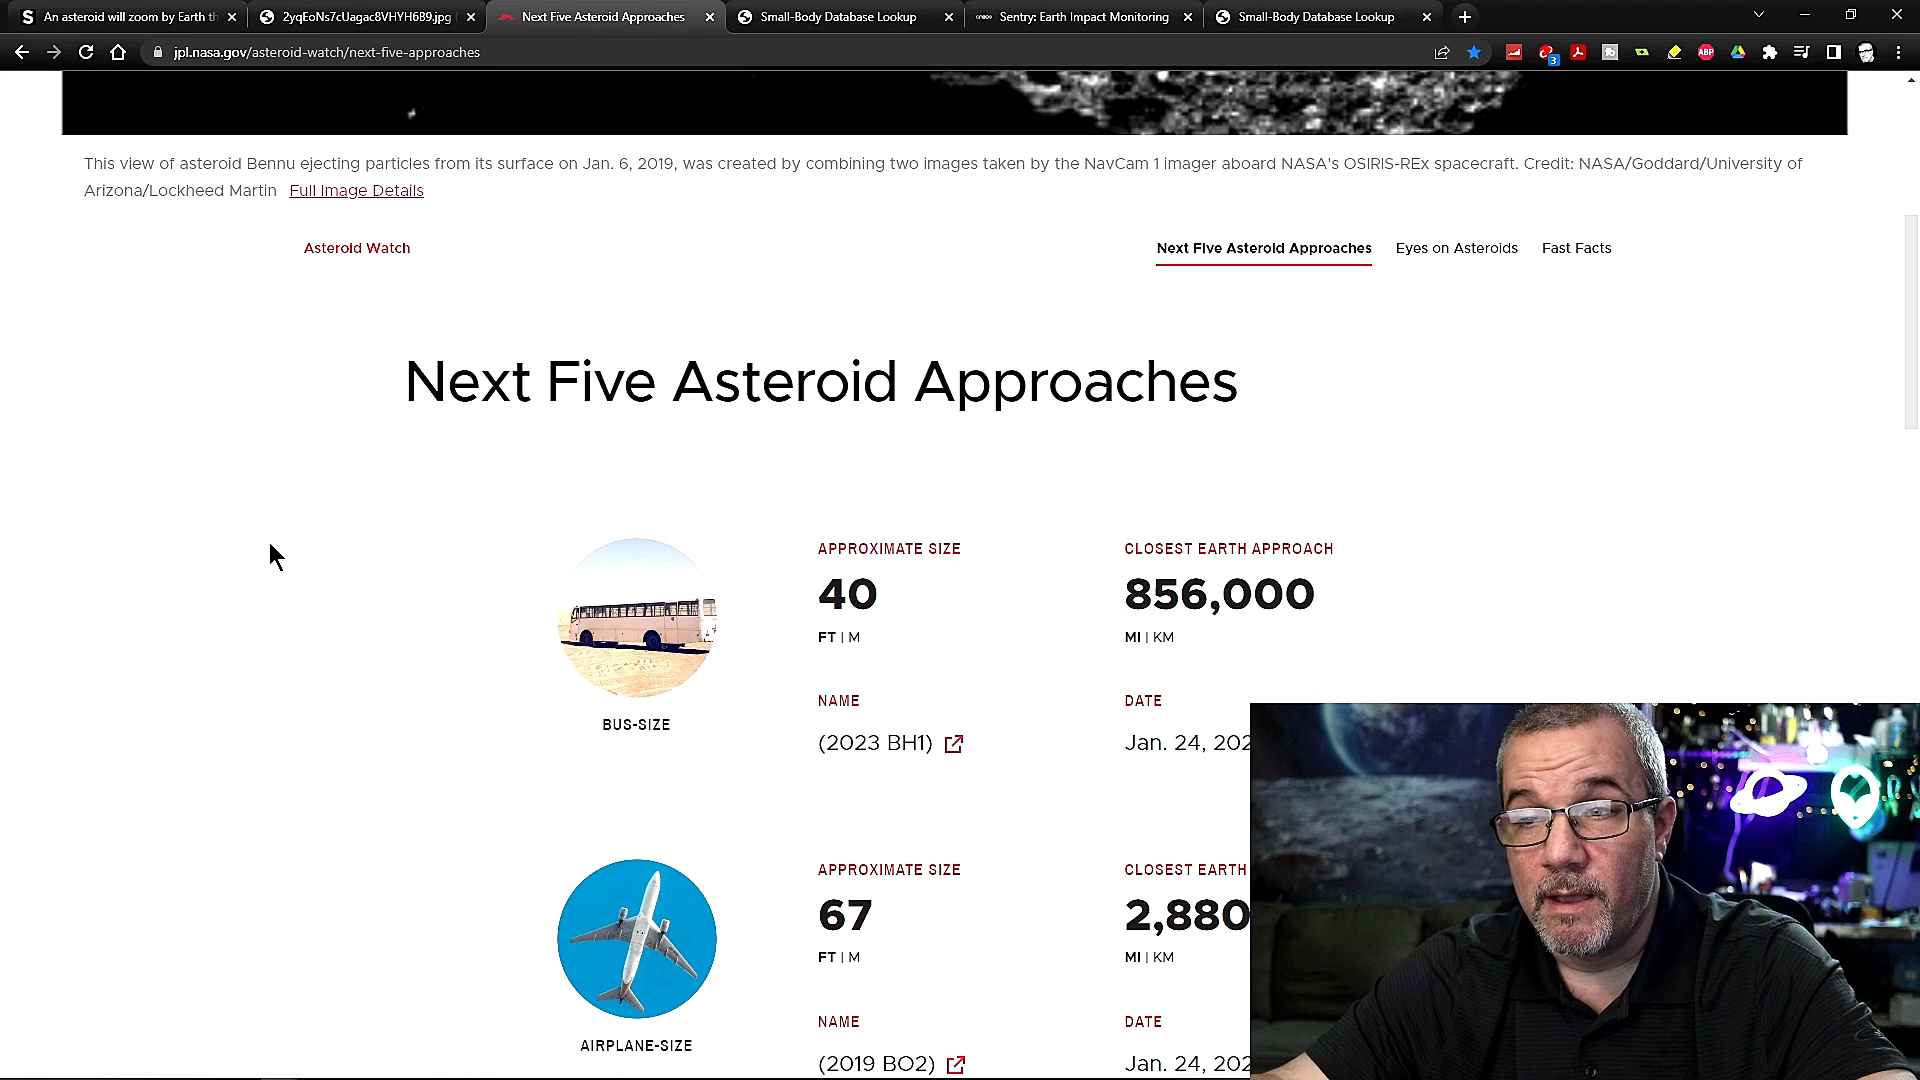 An asteroid will zoom by Earth th
2yqEoNs7cUagac8VHYH6B9.jpg
Next Five Asteroid Approaches
Small-Body Database Lookup
Sentry: Earth Impact Monitoring
Small-Body Database Lookup
jpl.nasa.gov/asteroid-watch/next-five-approaches
3
ABP
This view of asteroid Bennu ejecting particles from its surface on Jan. 6, 2019, was created by combining two images taken by the NavCam 1 imager aboard NASA's OSIRIS-REx spacecraft. Credit: NASA/Goddard/University of
Arizona/Lockheed Martin Full Image Details
Asteroid Watch
Next Five Asteroid Approaches Eyes on Asteroids Fast Facts
Next Five Asteroid Approaches
APPROXIMATE SIZE
40
FT | M
CLOSEST EARTH APPROACH
856,000
MI | KM
NAME
(2023 BH1)
DATE
Jan. 24, 202
BUS-SIZE
APPROXIMATE SIZE
67
FT | M
CLOSEST EARTH
2,880
MI | KM
NAME
(2019 BO2)
DATE
Jan. 24, 202
AIRPLANE-SIZE